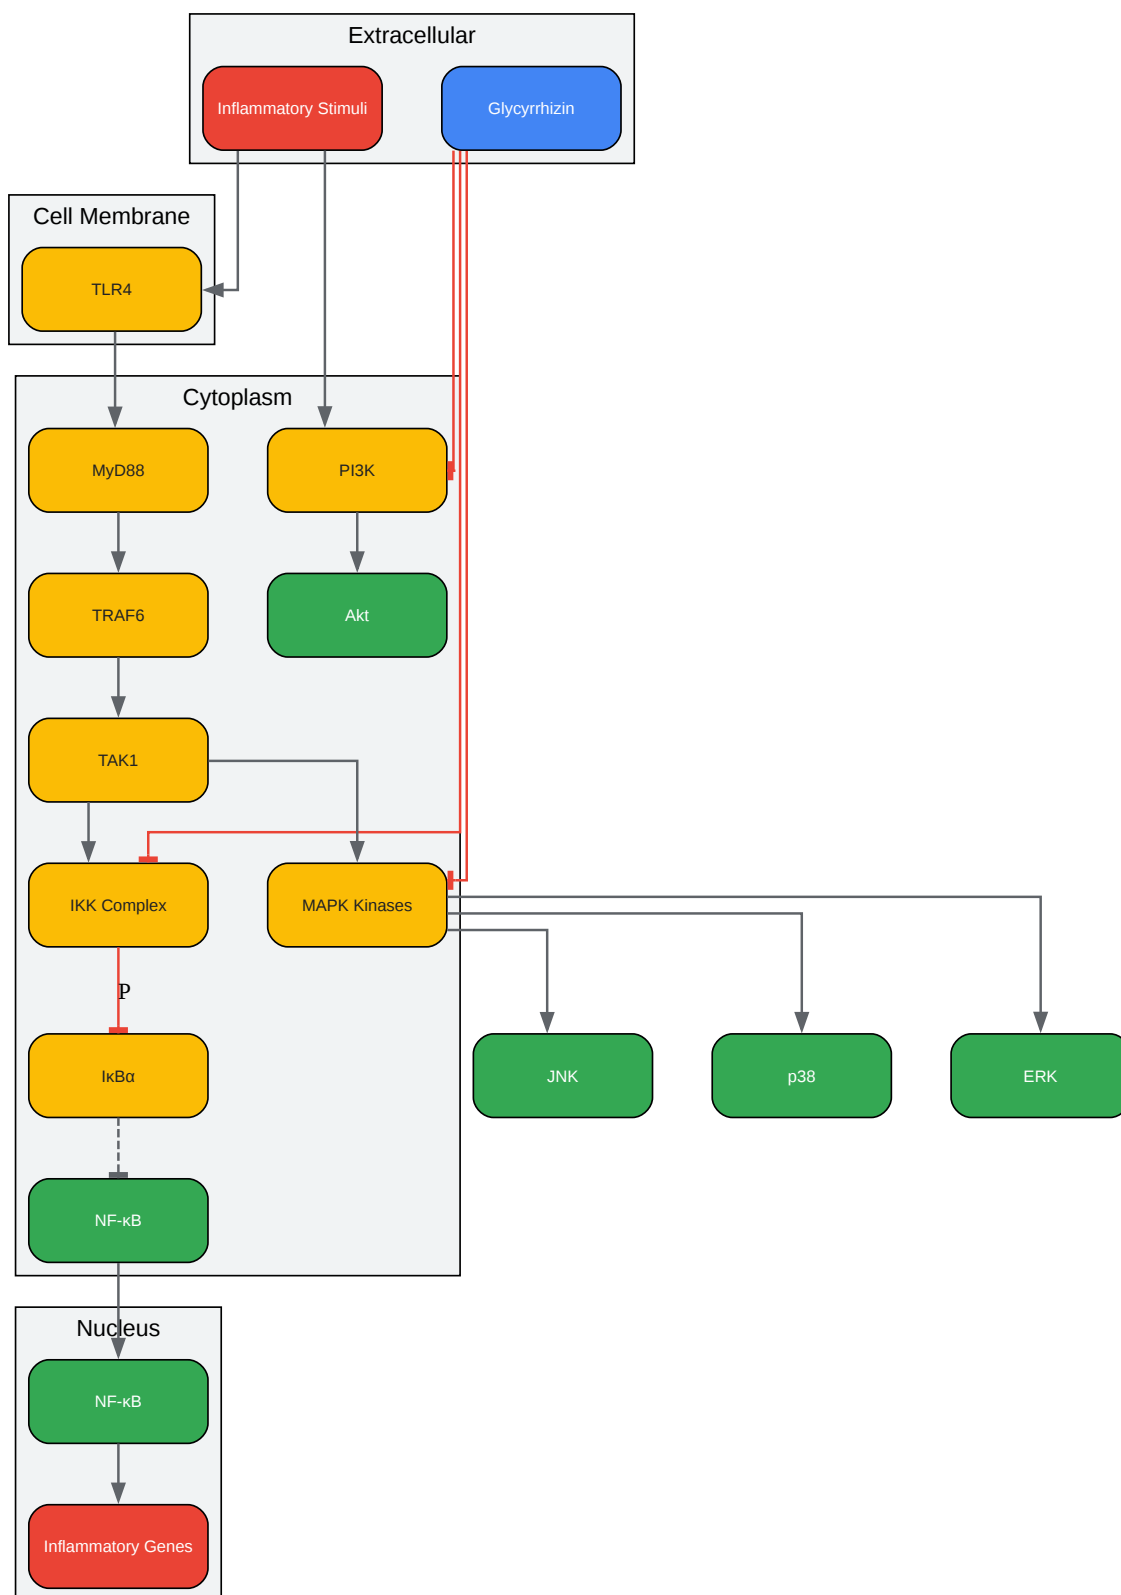 Extracellular
Inflammatory Stimuli
Glycyrrhizin
Cell Membrane
TLR4
Cytoplasm
MyD88
PI3K
TRAF6
Akt
TAK1
IKK Complex
MAPK Kinases
P
IκBα
JNK
p38
ERK
NF-κB
Nucleus
NF-κB
Inflammatory Genes